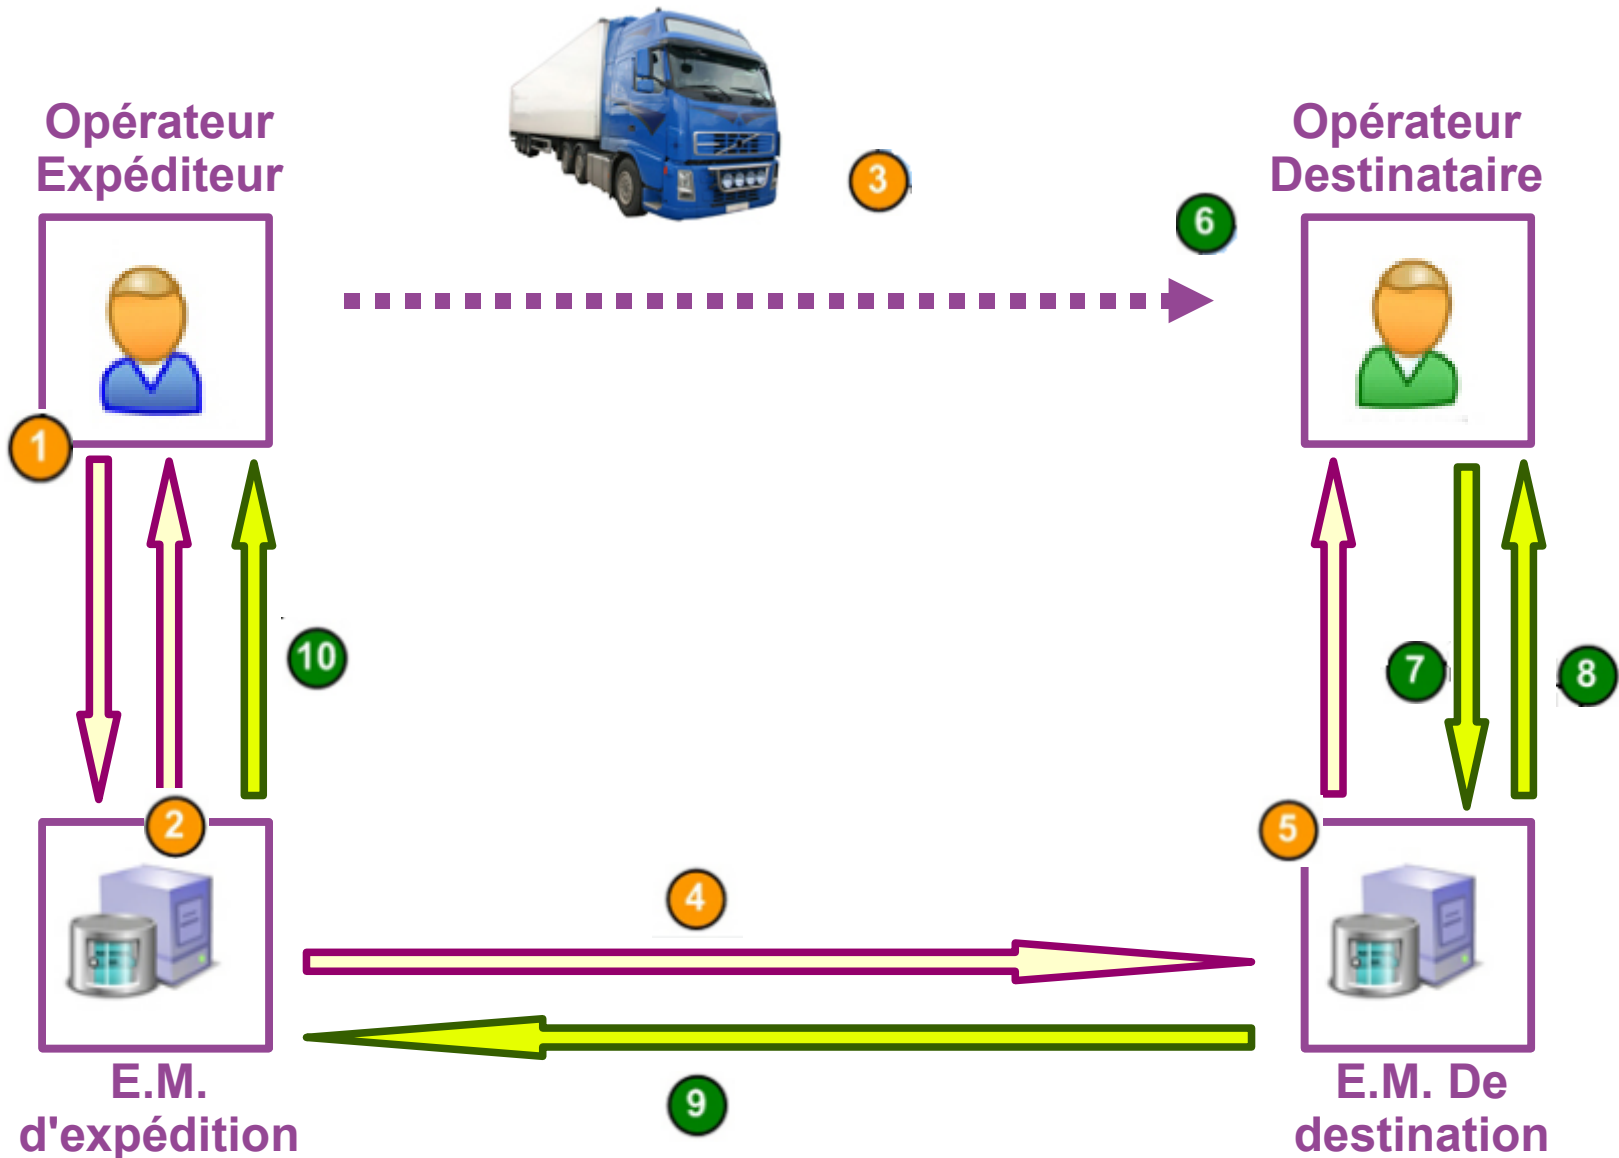 Opérateur
Expéditeur
Opérateur
Destinataire
3
6
1
10
7
8
2
5
4
9
E.M.
d'expédition
E.M. De
destination